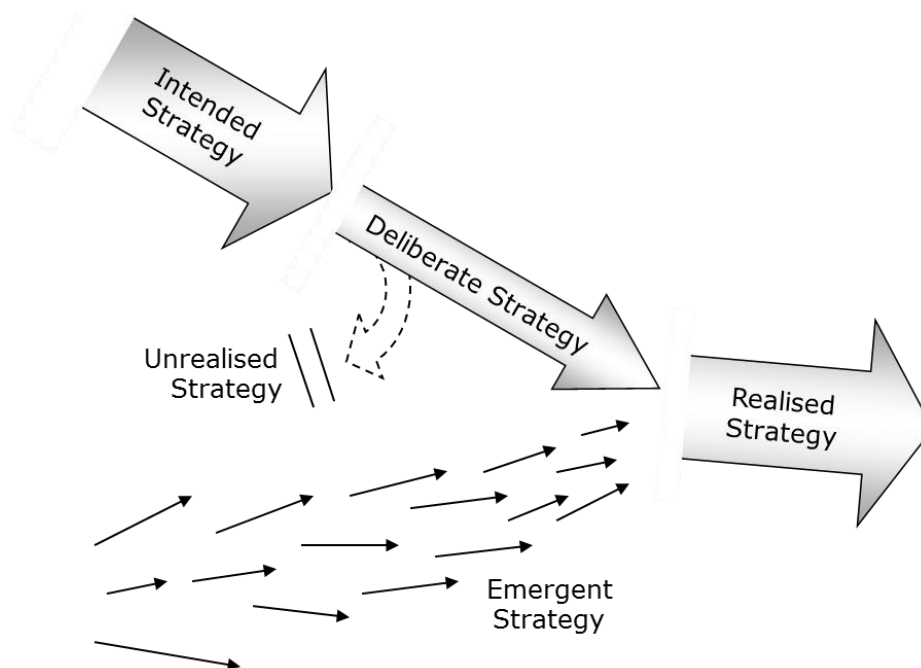 Intended
Strategy
Deliberate Strategy
Unrealised
Strategy
Realised
Strategy
Emergent
Strategy